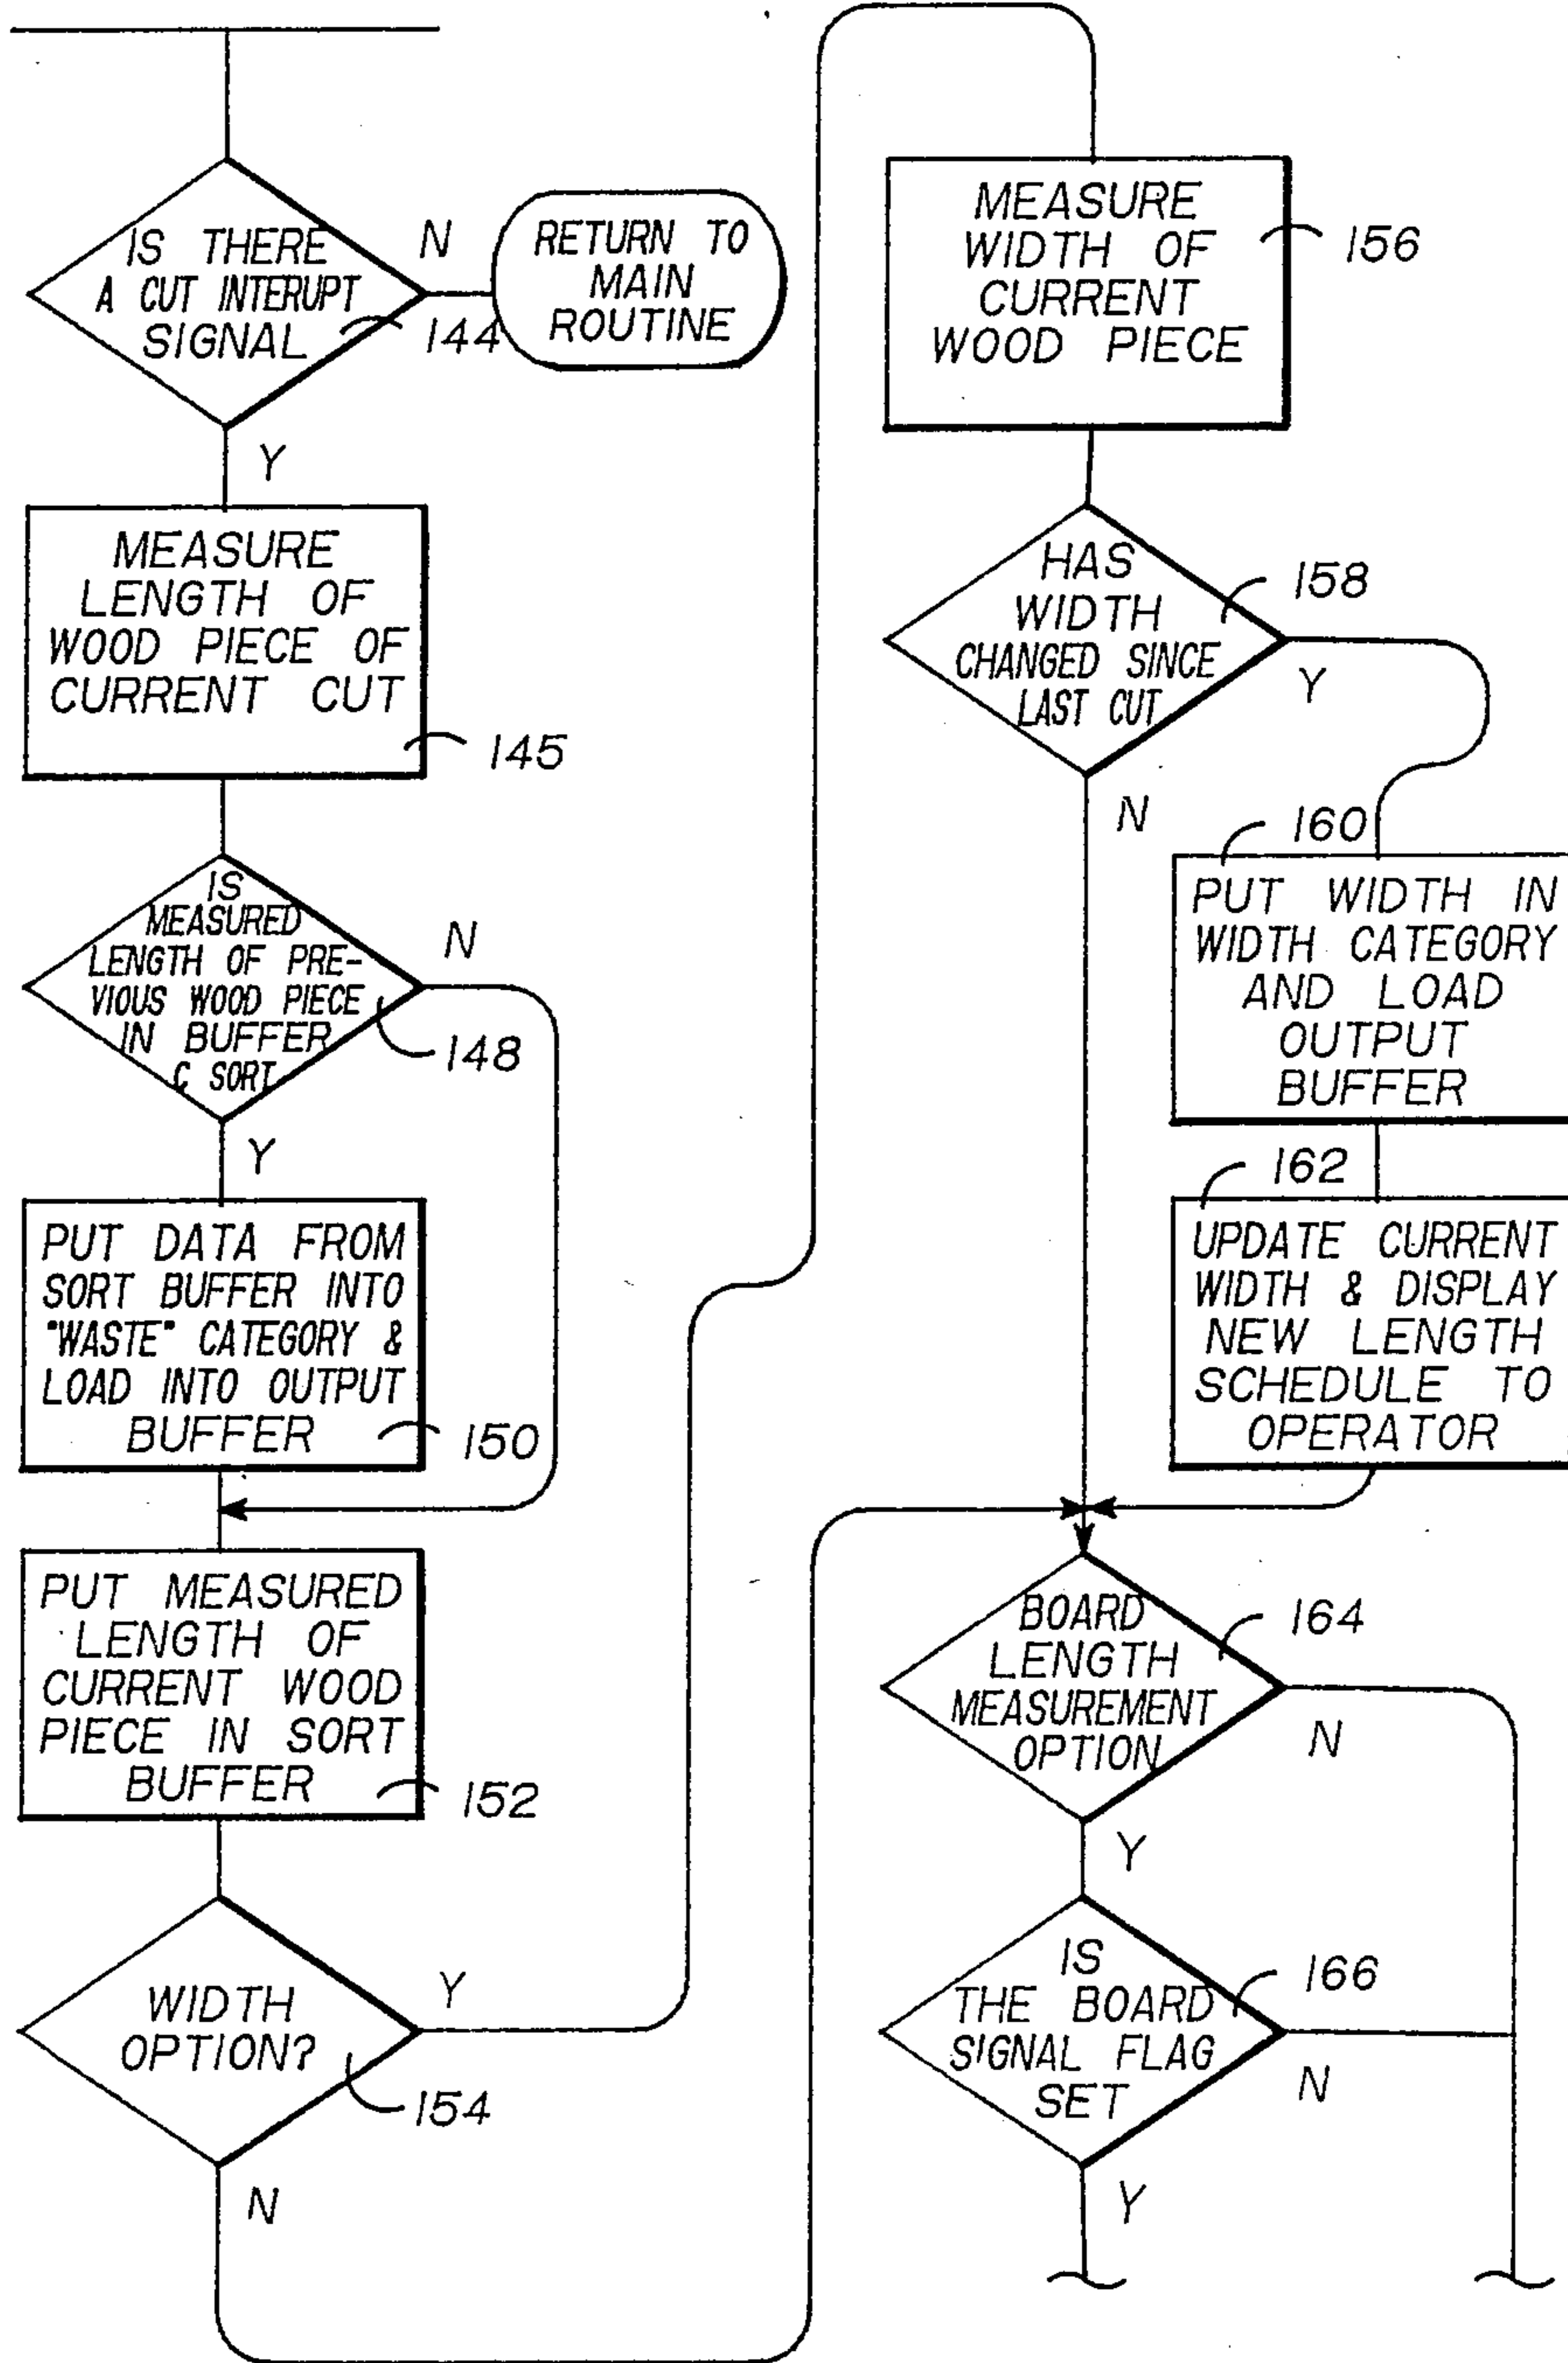 IS THERE
A CUT INTERUPT
SIGNAL
144
N
RETURN TO
MAIN
ROUTINE
Y
MEASURE
LENGTH OF
WOOD PIECE OF
CURRENT CUT
145
IS
MEASURED
LENGTH OF PRE-
VIOUS WOOD PIECE
IN BUFFER
C SORT
148
N
Y
PUT DATA FROM
SORT BUFFER INTO
"WASTE" CATEGORY &
LOAD INTO OUTPUT
BUFFER
150
PUT MEASURED
LENGTH OF
CURRENT WOOD
PIECE IN SORT
BUFFER
152
WIDTH
OPTION?
154
Y
N
MEASURE
WIDTH OF
CURRENT
WOOD PIECE
156
HAS
WIDTH
CHANGED SINCE
LAST CUT
158
Y
N
160
PUT WIDTH IN
WIDTH CATEGORY
AND LOAD
OUTPUT
BUFFER
162
UPDATE CURRENT
WIDTH & DISPLAY
NEW LENGTH
SCHEDULE TO
OPERATOR
BOARD
LENGTH
MEASUREMENT
OPTION
164
N
Y
IS
THE BOARD
SIGNAL FLAG
SET
166
N
Y